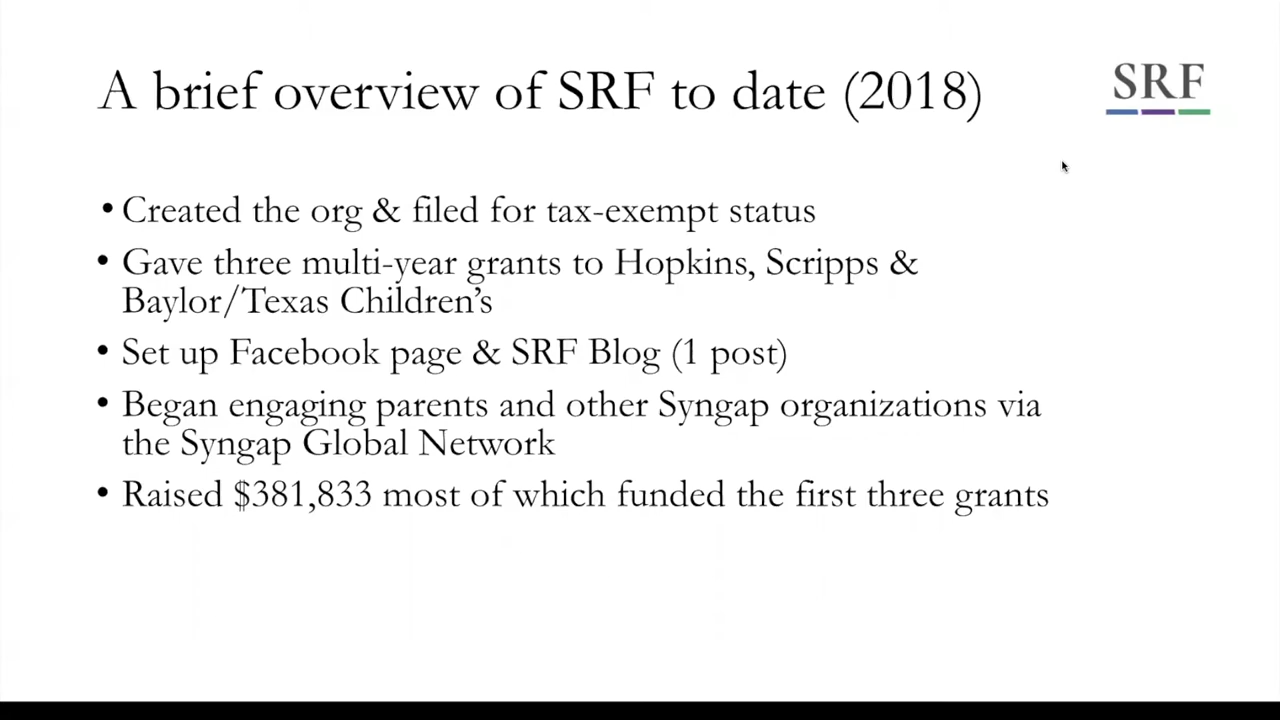 A brief overview of SRF to date (2018)
SRF
• Created the org & filed for tax-exempt status
• Gave three multi-year grants to Hopkins, Scripps &
Baylor/Texas Children’s
• Set up Facebook page & SRF Blog (1 post)
• Began engaging parents and other Syngap organizations via
the Syngap Global Network
• Raised $381,833 most of which funded the first three grants